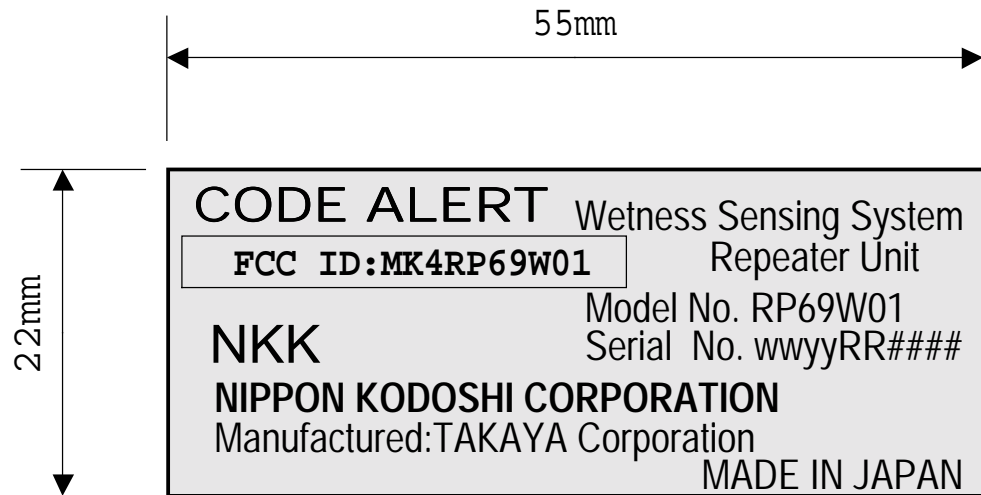 55mm
22mm
CODE ALERT
Wetness Sensing System
Repeater Unit
FCC ID:MK4RP69W01
Model No. RP69W01
Serial No. wwyyRR####
NKK
NIPPON KODOSHI CORPORATION
Manufactured:TAKAYA Corporation
MADE IN JAPAN